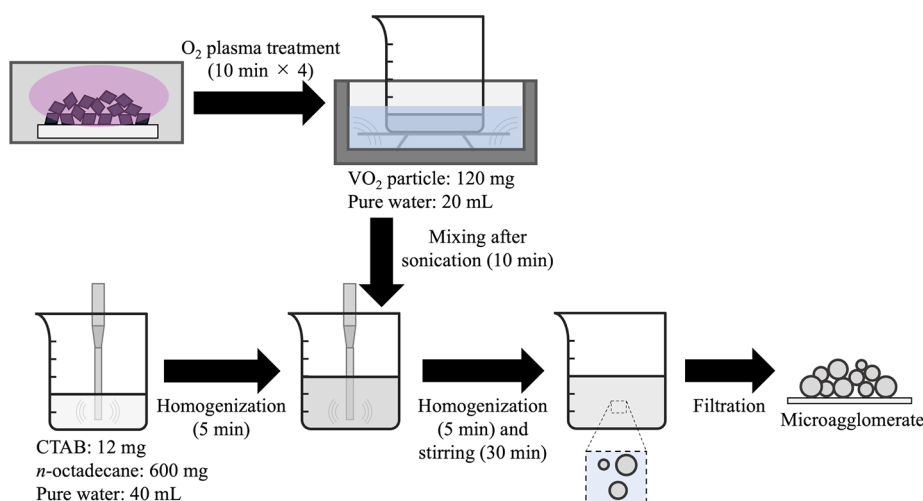 O₂ plasma treatment
(10 min × 4)
VO₂ particle: 120 mg
Pure water: 20 mL
Mixing after
sonication (10 min)
Homogenization
(5 min)
Homogenization
(5 min) and
stirring (30 min)
Filtration
Microagglomerate
CTAB: 12 mg
n-octadecane: 600 mg
Pure water: 40 mL